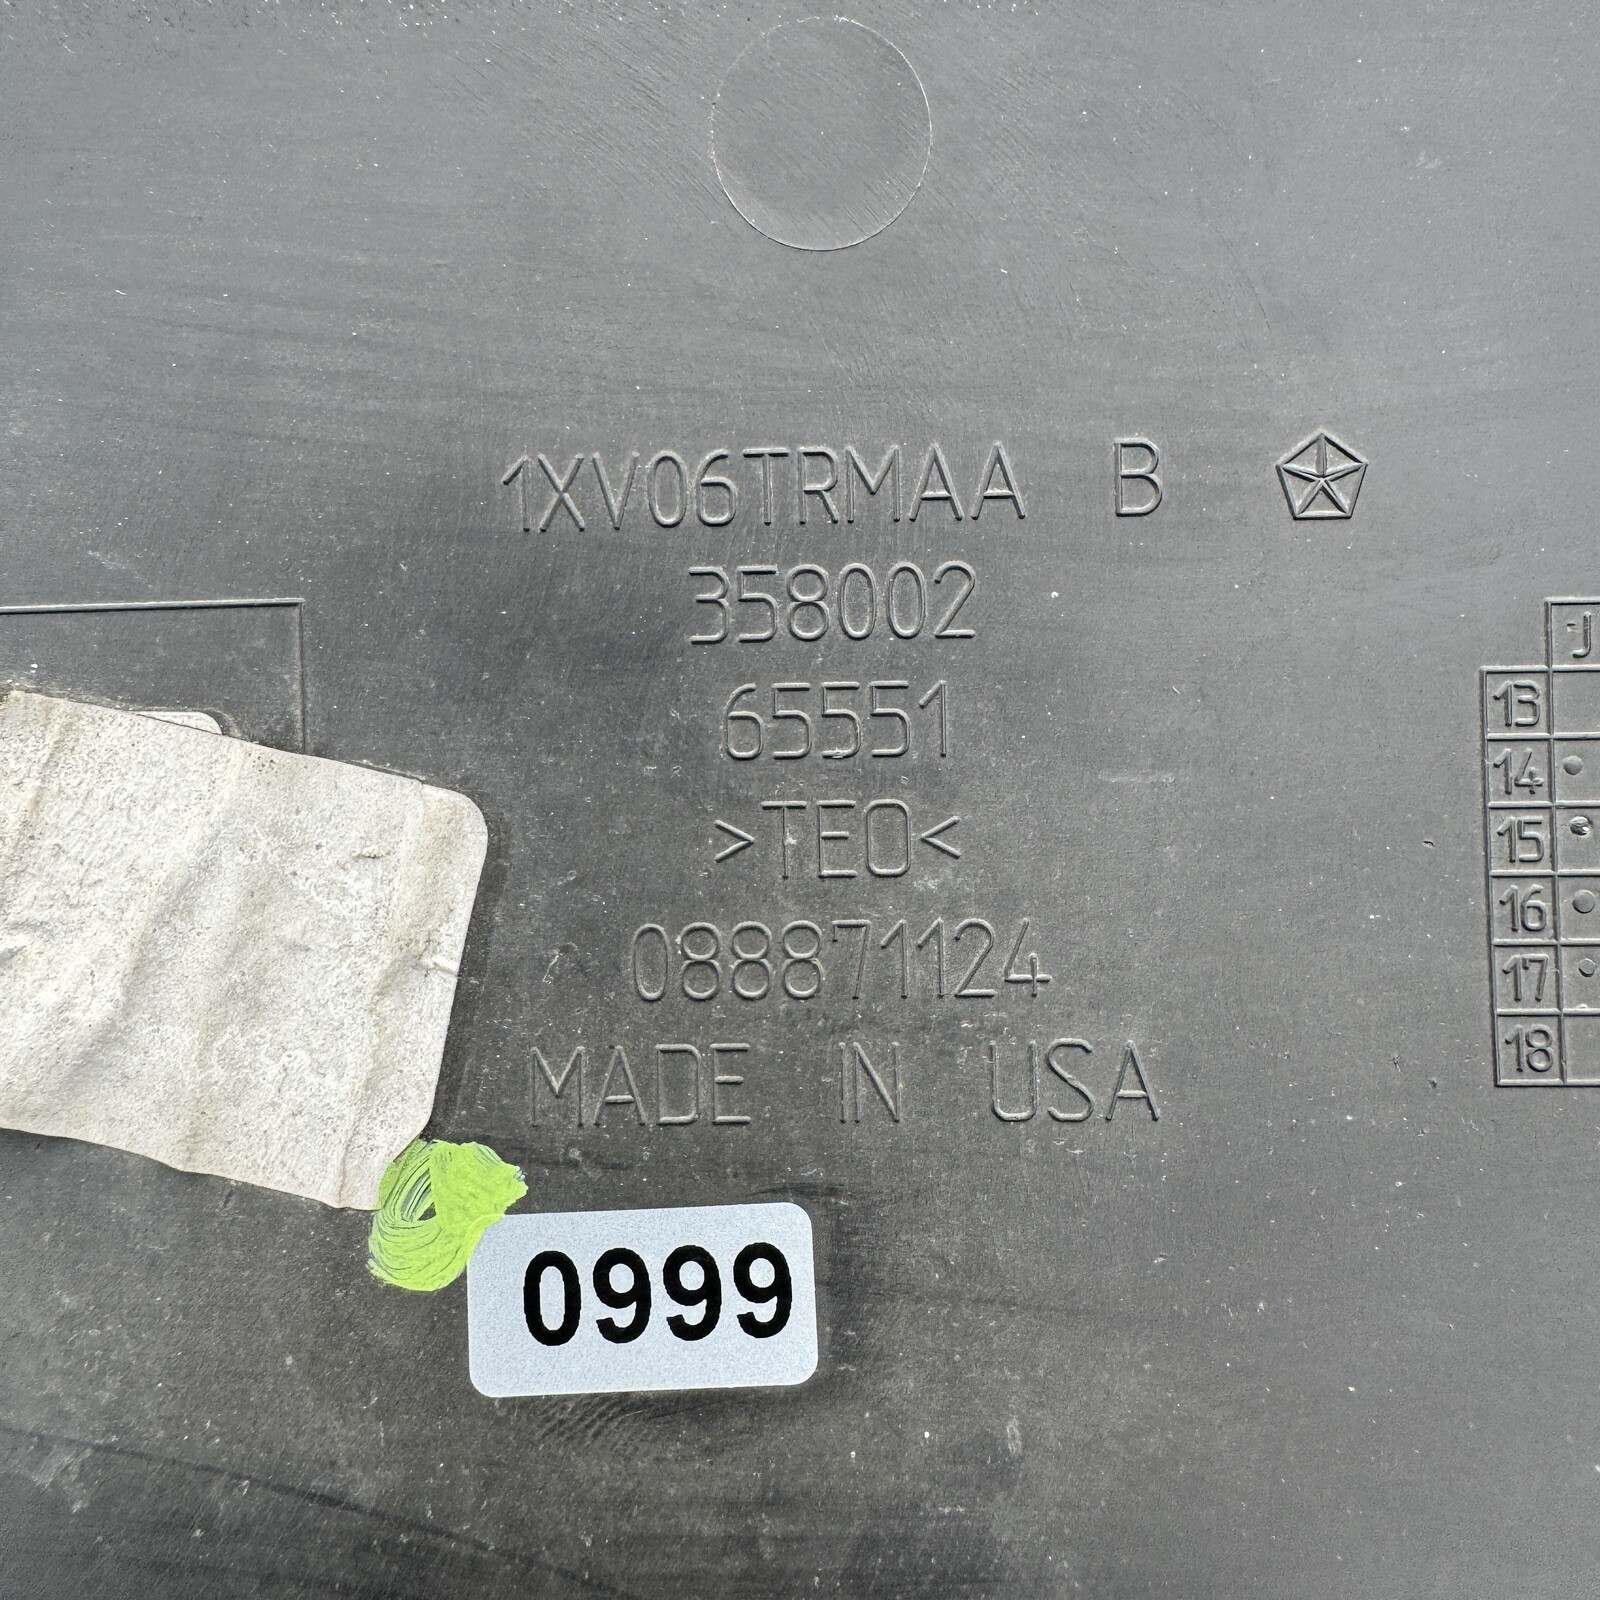 1XV06TRMAA B
358002
65551
>TEO<
088871124
MADE IN USA
0999
J
13
14
15
16
17
18